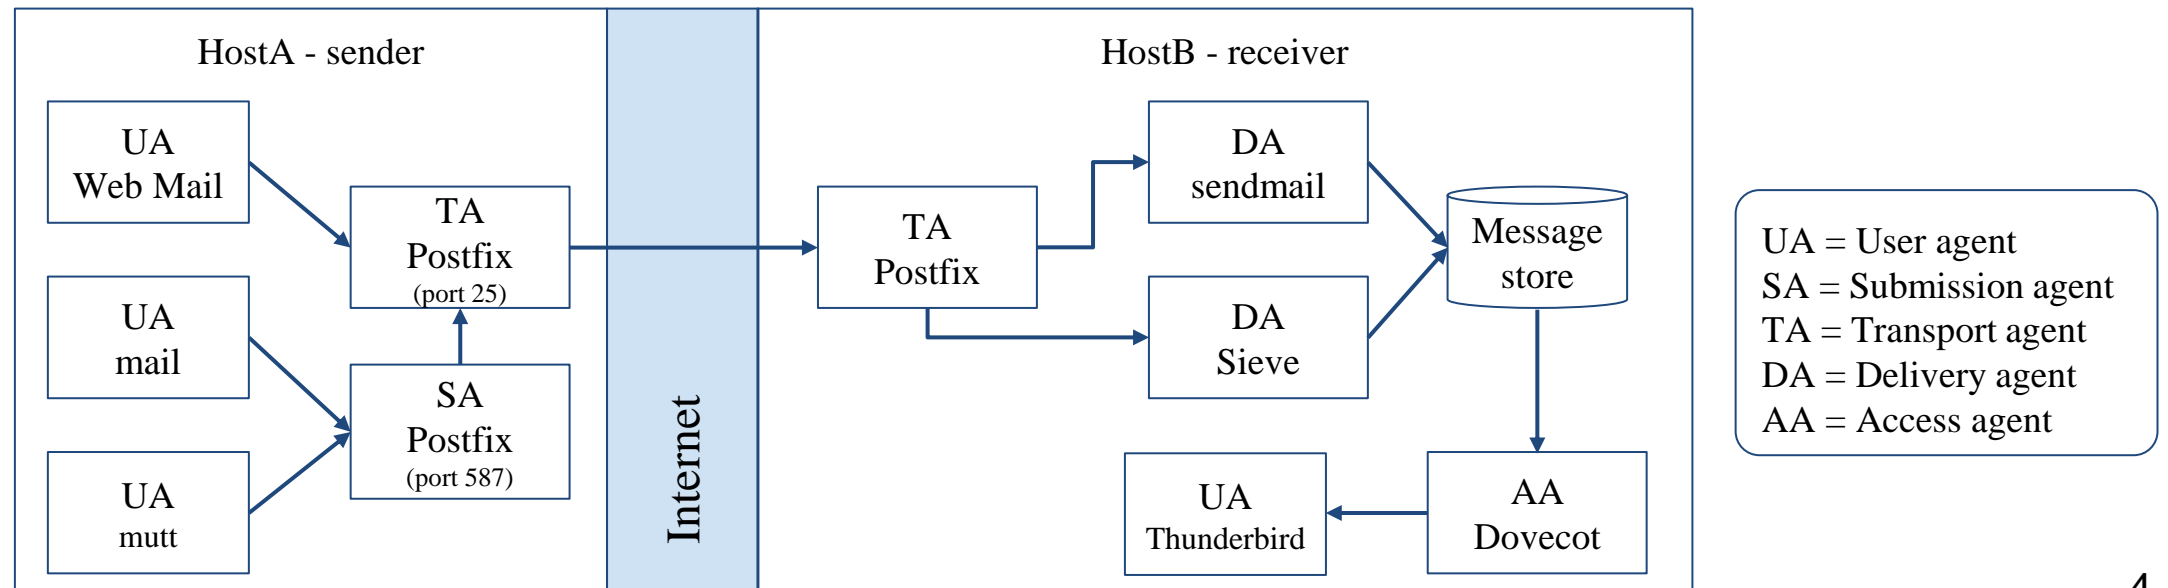 HostA - sender
UA
Web Mail
UA
mail
UA
mutt
TA
Postfix
(port 25)
SA
Postfix
(port 587)
Internet
HostB - receiver
TA
Postfix
DA
sendmail
DA
Sieve
Message
store
UA
Thunderbird
AA
Dovecot
UA = User agent
SA = Submission agent
TA = Transport agent
DA = Delivery agent
AA = Access agent
4